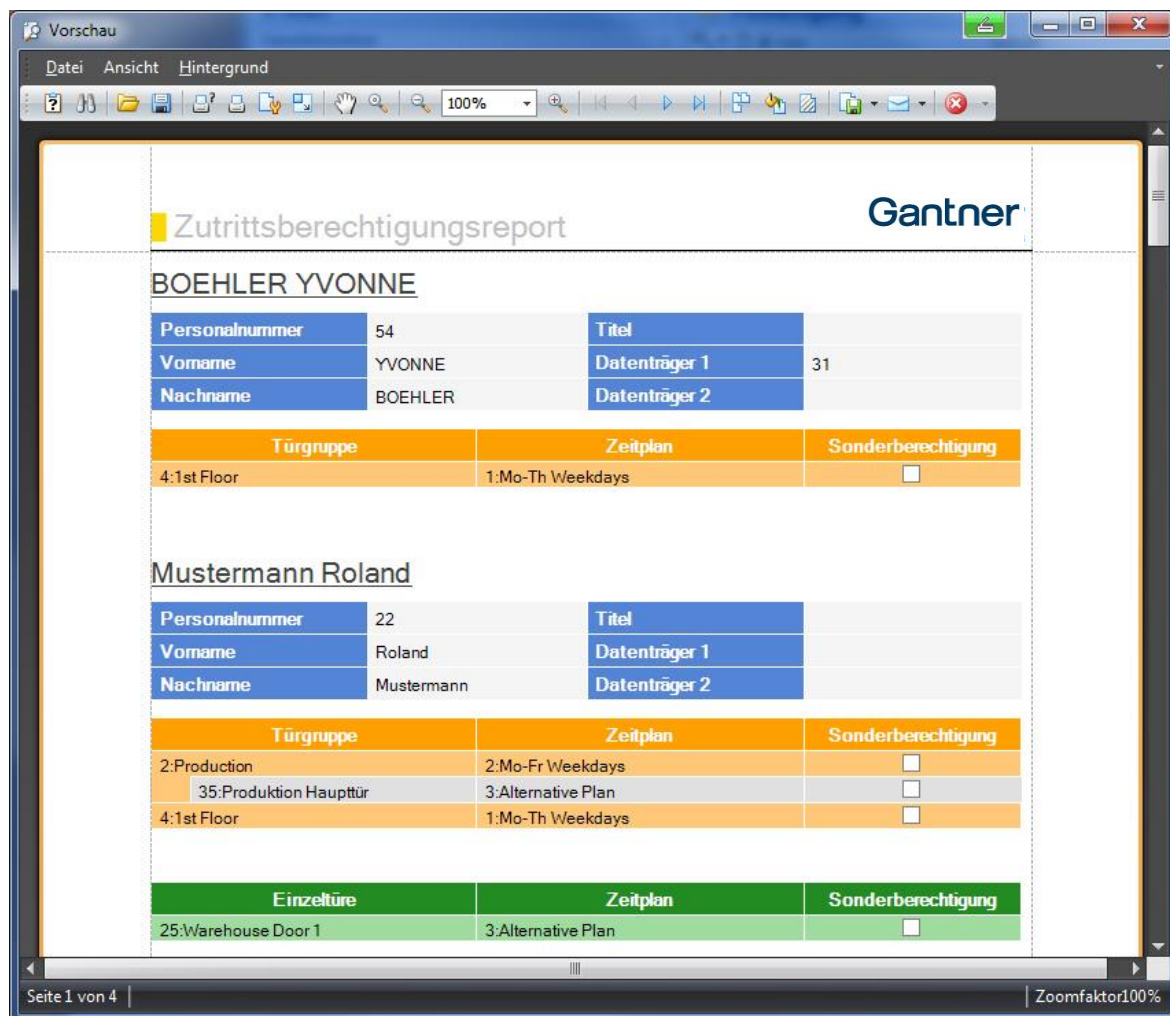 Vorschau
Datei Ansicht Hintergrund
100%
Zutrittsberechtigungsreport
Gantner
BOEHLER YVONNE
Personalnummer 54 Titel
Vorname YVONNE Datenträger 1 31
Nachname BOEHLER Datenträger 2
Türgruppe Zeitplan Sonderberechtigung
4:1st Floor 1:Mo-Th Weekdays
Mustermann Roland
Personalnummer 22 Titel
Vorname Roland Datenträger 1
Nachname Mustermann Datenträger 2
Türgruppe Zeitplan Sonderberechtigung
2:Production 2:Mo-Fr Weekdays
35:Produktion Haupttür 3:Alternative Plan
4:1st Floor 1:Mo-Th Weekdays
Einzeltüre Zeitplan Sonderberechtigung
25:Warehouse Door 1 3:Alternative Plan
Seite 1 von 4 Zoomfaktor100%